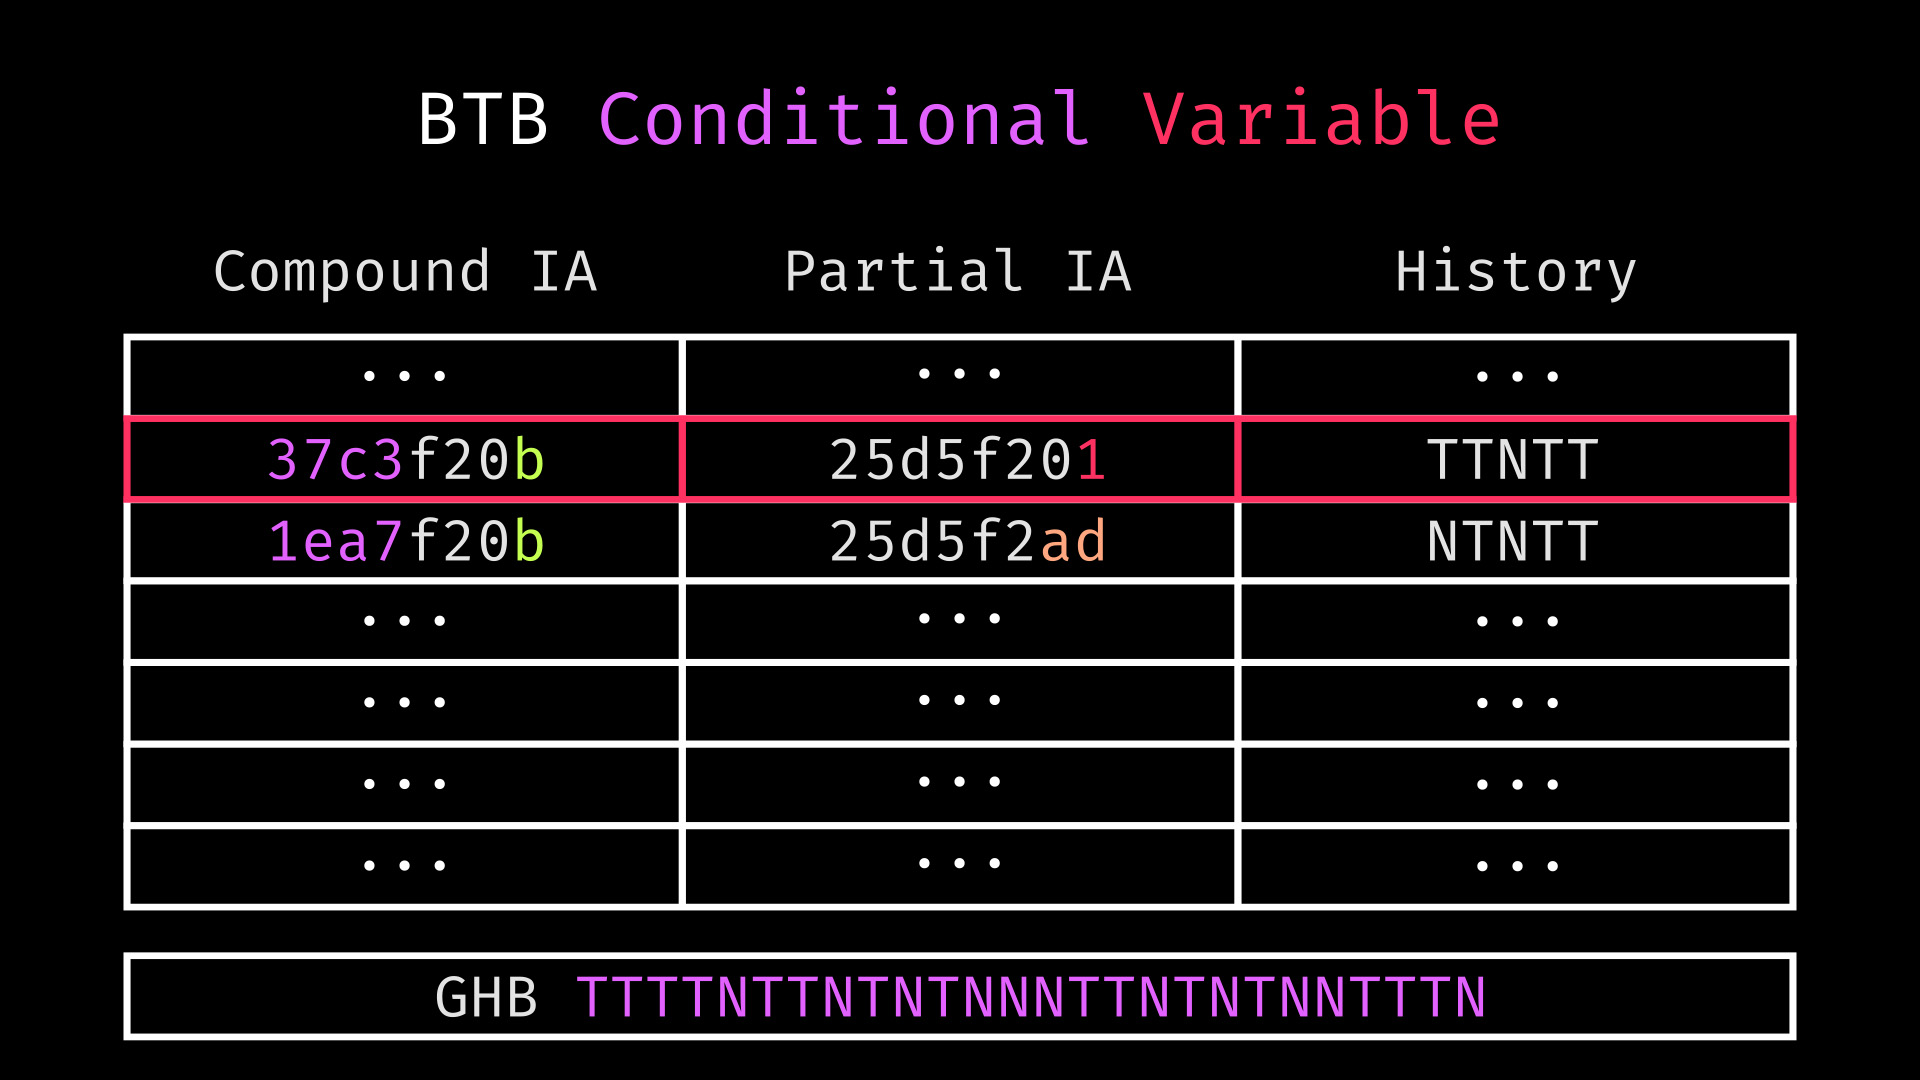 BTB Conditional Variable
Compound IA Partial IA History
... ... ...
37c3f20b 25d5f201 TTNTT
1ea7f20b 25d5f2ad NTNTT
... ... ...
... ... ...
... ... ...
... ... ...
GHB TTTTNTTNTNTNNNTTNTNTNNTTTN